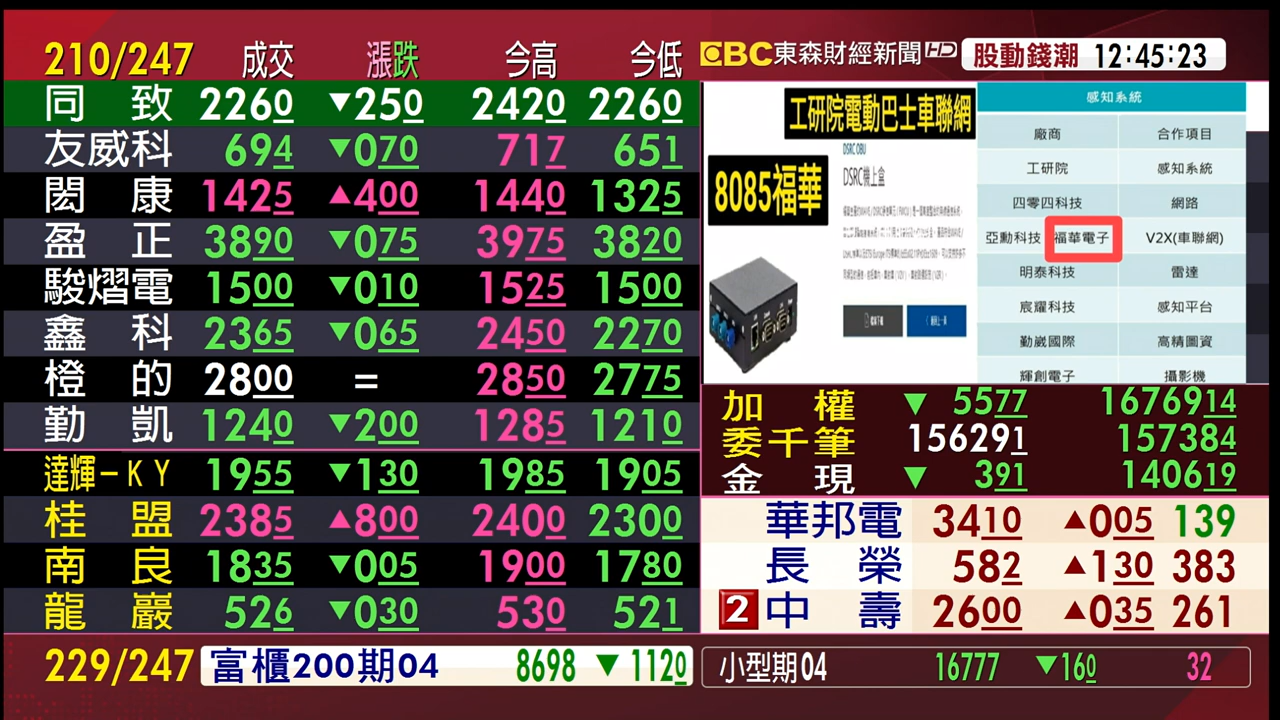 210/247 成交 漲跌 今高 今低
同致 2260 ▼250 2420 2260
友威科 694 ▼070 717 651
閎康 1425 ▲400 1440 1325
盈正 3890 ▼075 3975 3820
駿熠電 1500 ▼010 1525 1500
鑫科 2365 ▼065 2450 2270
橙的 2800 = 2850 2775
勤凱 1240 ▼200 1285 1210
達輝－KY 1955 ▼130 1985 1905
桂盟 2385 ▲800 2400 2300
南良 1835 ▼005 1900 1780
龍巖 526 ▼030 530 521
229/247 富櫃200期04 8698 ▼1120
EBC東森財經新聞HD 股動錢潮 12:45:23
工研院電動巴士車聯網
8085福華
DSRC OBU
DSRC機上盒
感知系統
廠商 合作項目
工研院 感知系統
四零四科技 網路
亞勳科技 福華電子 V2X(車聯網)
明泰科技 雷達
宸耀科技 感知平台
勤崴國際 高精圖資
輝創電子 攝影機
加權 ▼5577 1676914
委千筆 156291 157384
金現 ▼391 140619
華邦電 3410 ▲005 139
長榮 582 ▲130 383
2 中壽 2600 ▲035 261
小型期04 16777 ▼160 32